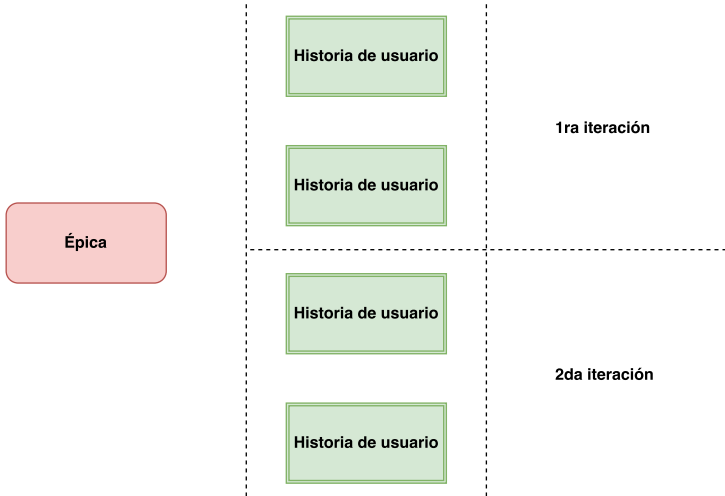 Épica
Historia de usuario
Historia de usuario
1ra iteración
Historia de usuario
Historia de usuario
2da iteración